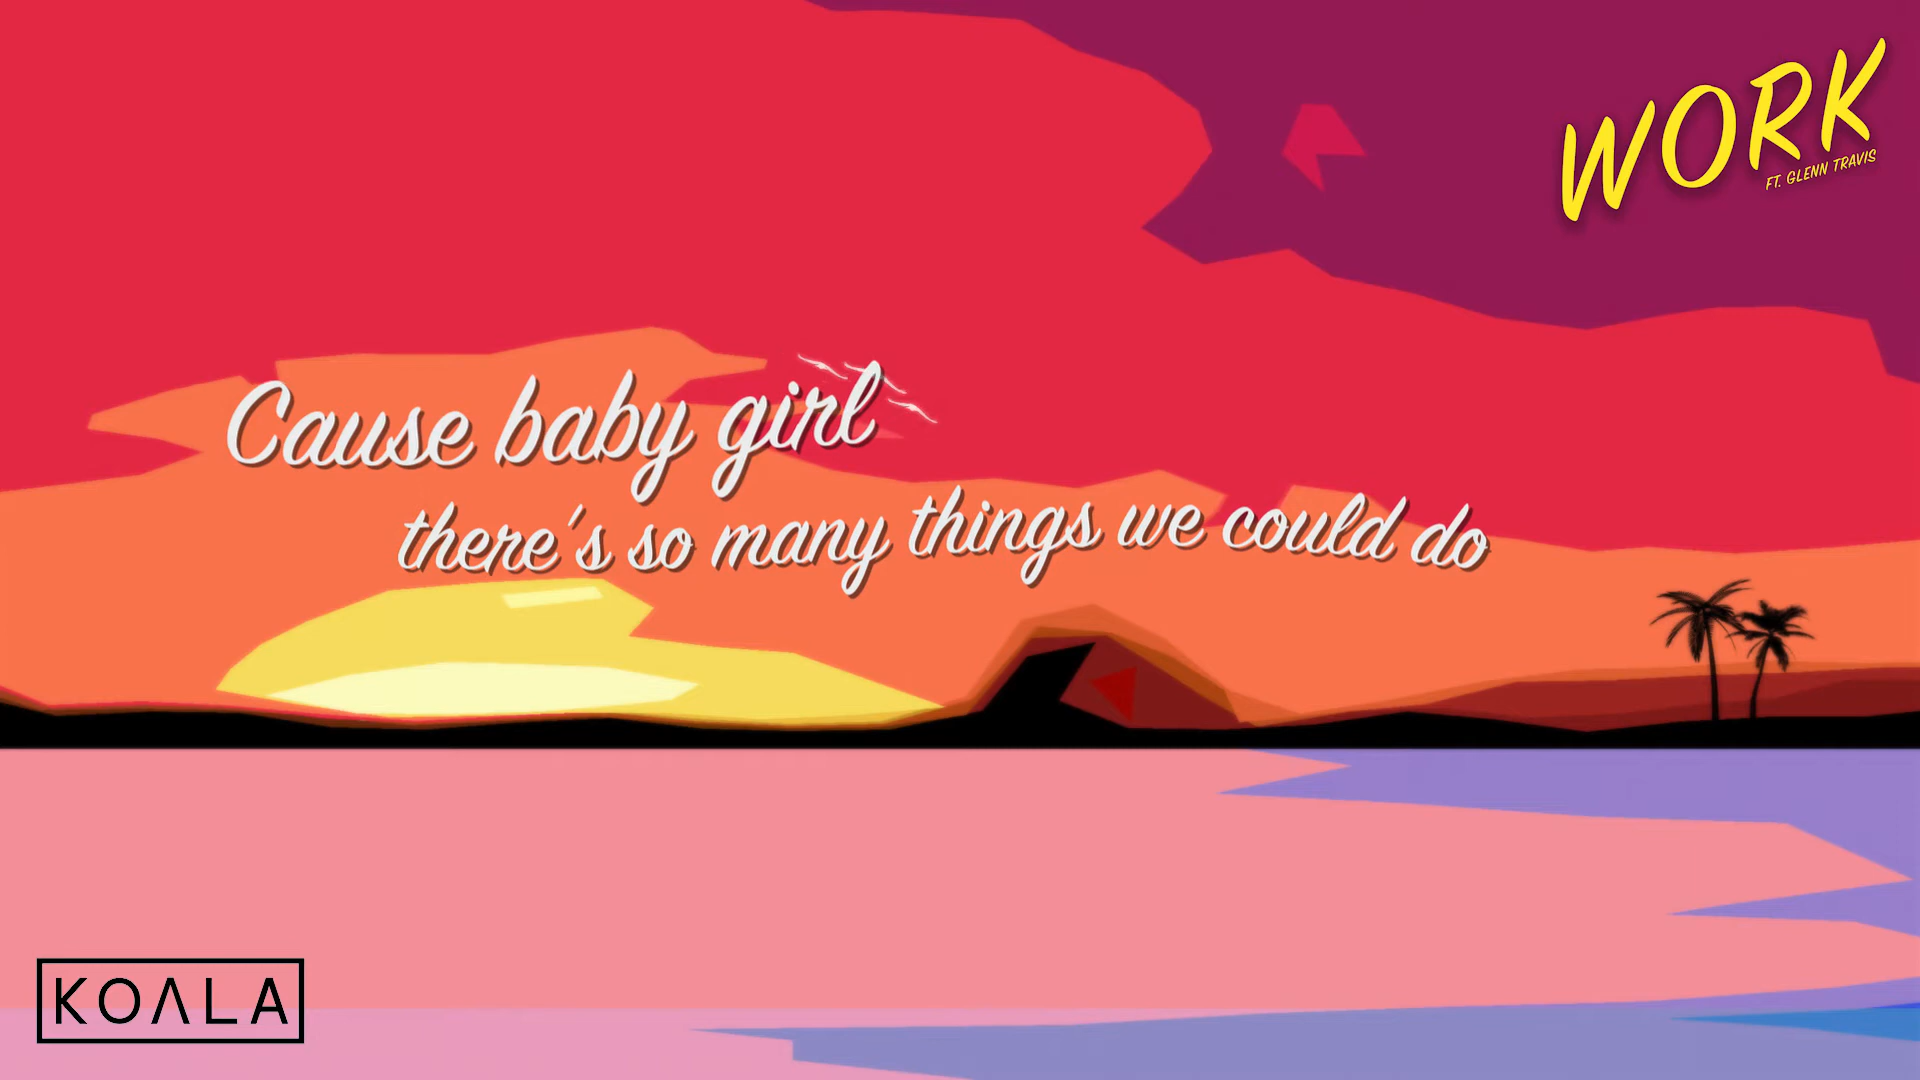 WORK
FT. GLENN TRAVIS
Cause baby girl
there's so many things we could do
KOΛLA